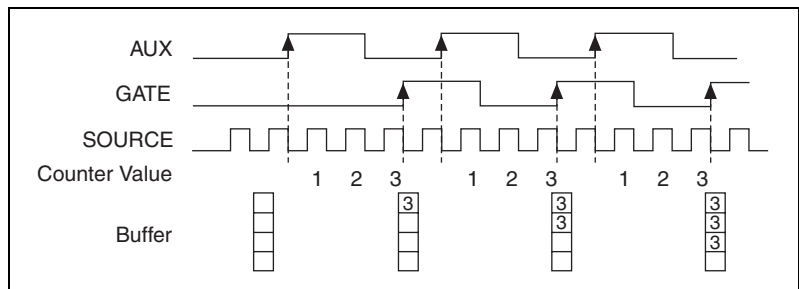 AUX
GATE
SOURCE
Counter Value 1 2 3 1 2 3 1 2 3
Buffer
3 3 3
3 3
3